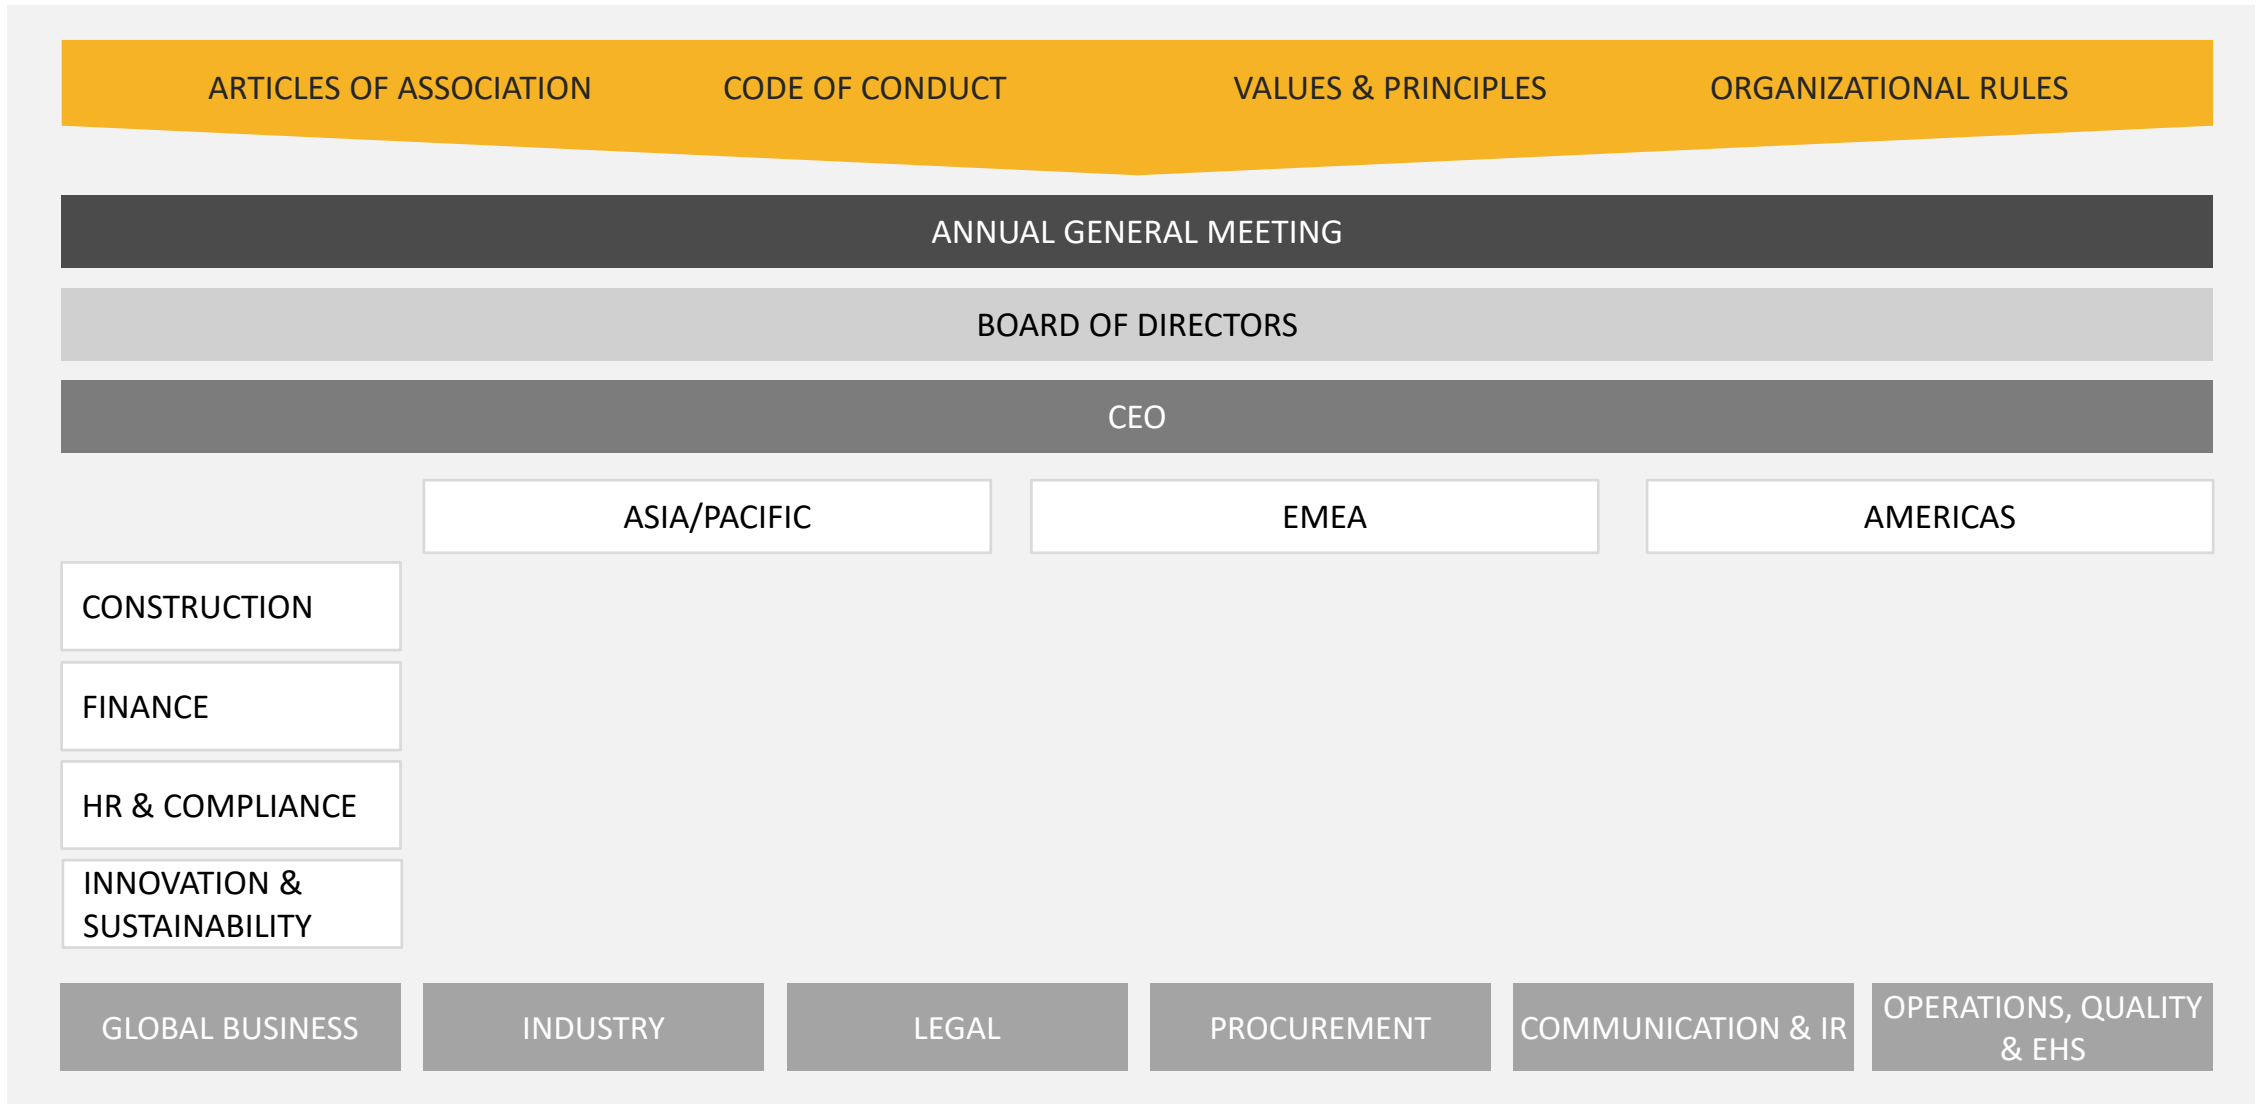 ARTICLES OF ASSOCIATION CODE OF CONDUCT VALUES & PRINCIPLES ORGANIZATIONAL RULES
ANNUAL GENERAL MEETING
BOARD OF DIRECTORS
CEO
ASIA/PACIFIC EMEA AMERICAS
CONSTRUCTION
FINANCE
HR & COMPLIANCE
INNOVATION &
SUSTAINABILITY
GLOBAL BUSINESS INDUSTRY LEGAL PROCUREMENT COMMUNICATION & IR
OPERATIONS, QUALITY
& EHS